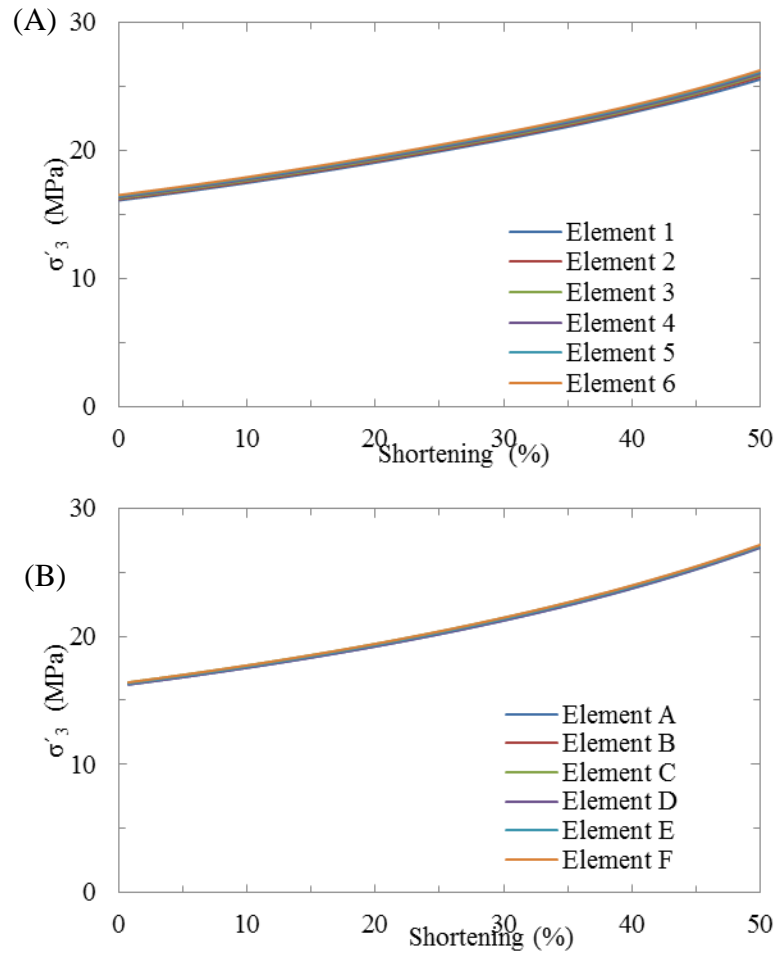 (A)
30
20
10
0
σ′3 (MPa)
Element 1
Element 2
Element 3
Element 4
Element 5
Element 6
0 10 20 30 40 50
Shortening (%)
(B)
30
20
10
0
σ′3 (MPa)
Element A
Element B
Element C
Element D
Element E
Element F
0 10 20 30 40 50
Shortening (%)